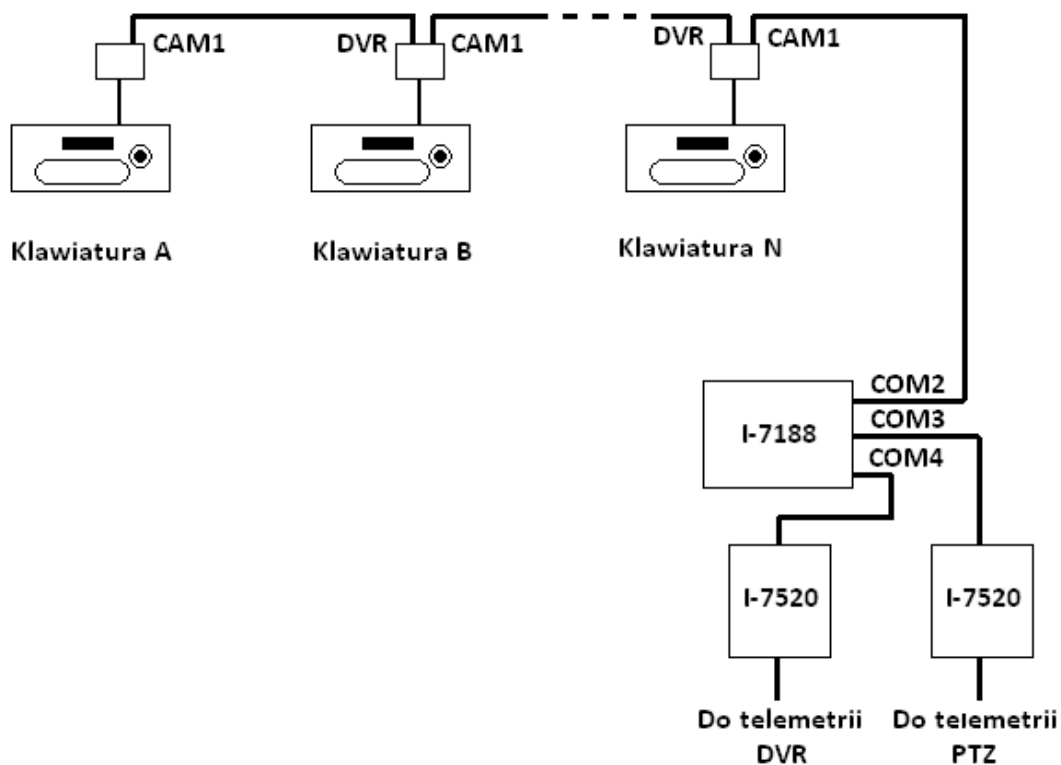 CAM1
DVR
CAM1
DVR
CAM1
Klawiatura A
Klawiatura B
Klawiatura N
COM2
I-7188
COM3
COM4
I-7520
I-7520
Do telemetrii
DVR
Do telemetrii
PTZ